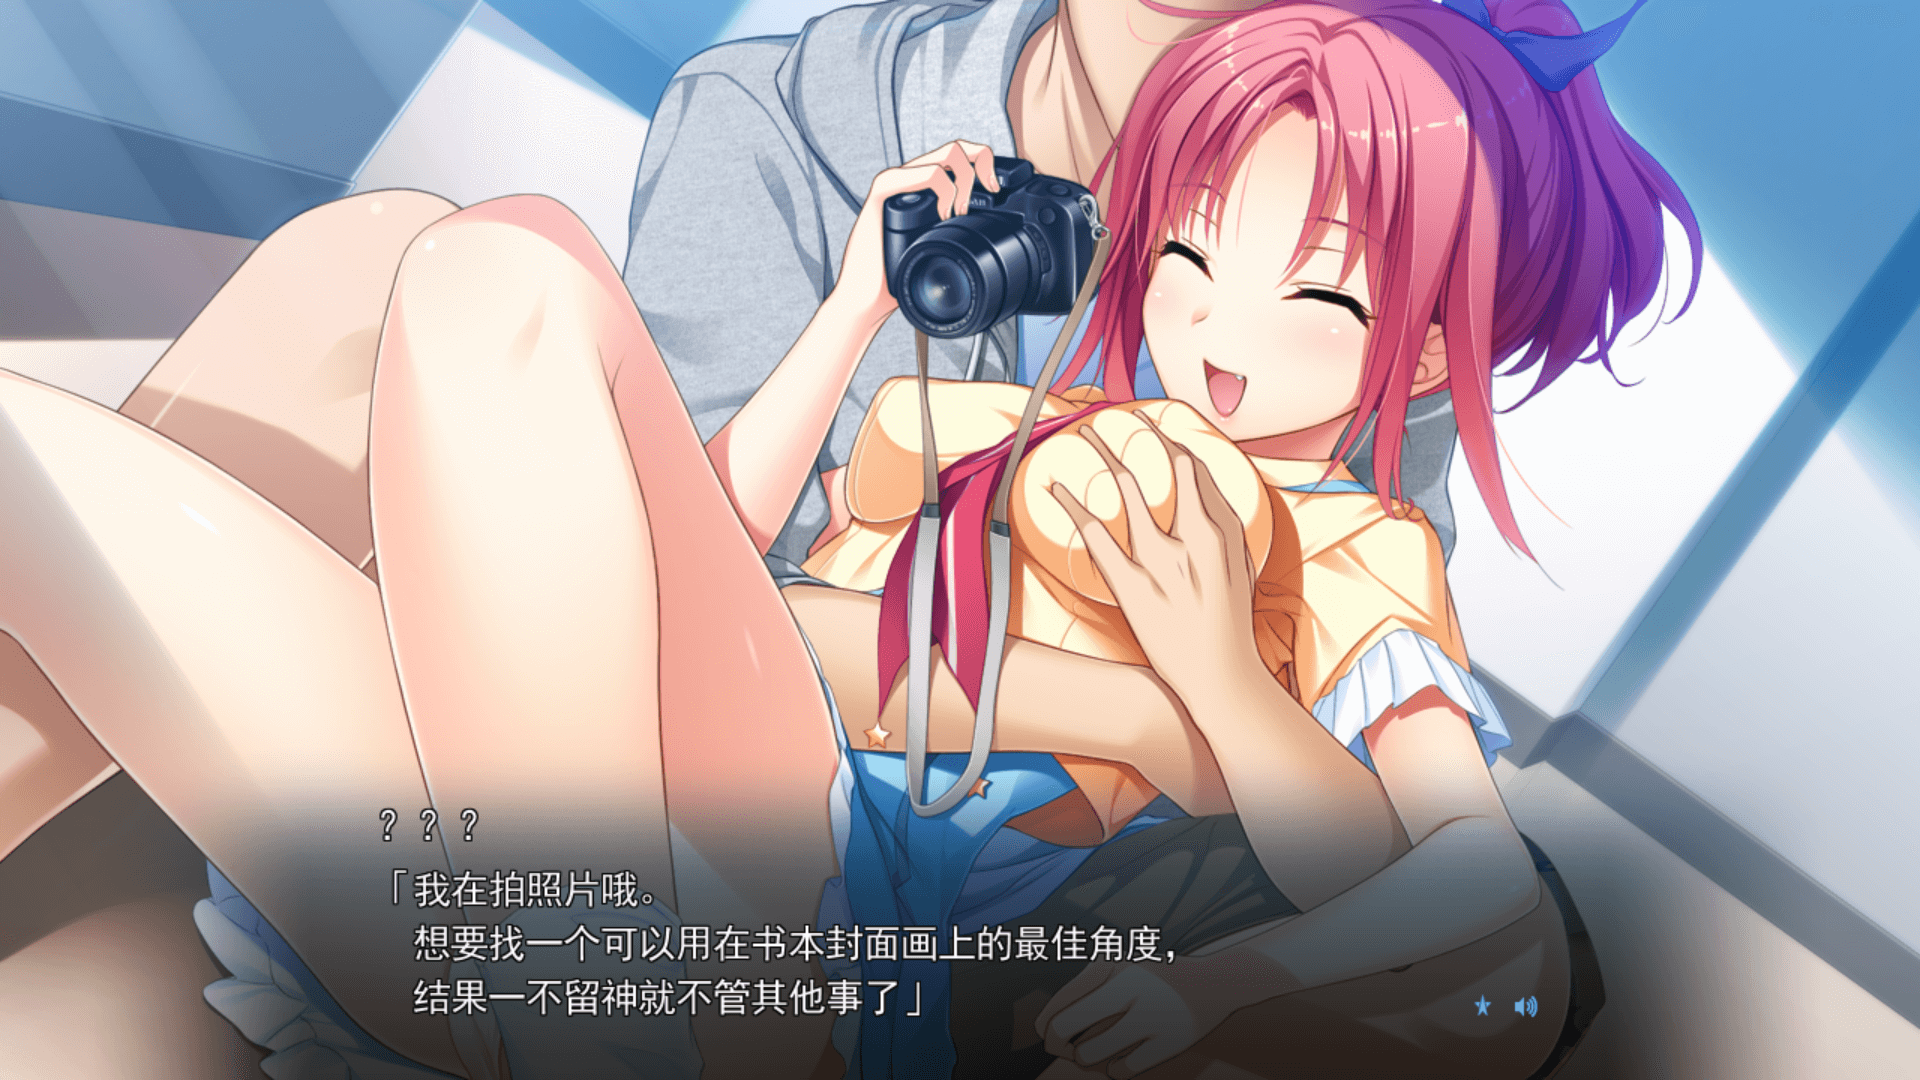 ？？？
「我在拍照片哦。
想要找一个可以用在书本封面画上的最佳角度，
结果一不留神就不管其他事了」